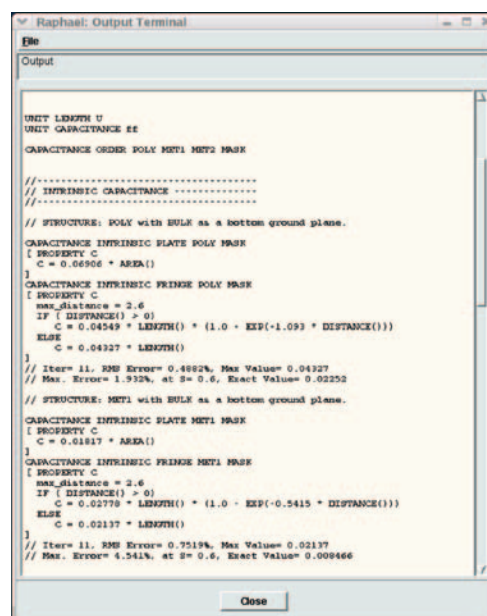 Raphael: Output Terminal
File
Output
UNIT LENGTH U
UNIT CAPACITANCE ff
CAPACITANCE ORDER POLY MET1 MET2 MASK
//-------------------------------------
// INTRINSIC CAPACITANCE --------------
//-------------------------------------
// STRUCTURE: POLY with BULK as a bottom ground plane.
CAPACITANCE INTRINSIC PLATE POLY MASK
[ PROPERTY C
C = 0.06906 * AREA()
]
CAPACITANCE INTRINSIC FRINGE POLY MASK
[ PROPERTY C
max_distance = 2.6
IF ( DISTANCE() > 0)
C = 0.04549 * LENGTH() * (1.0 - EXP(-1.093 * DISTANCE()))
ELSE
C = 0.04327 * LENGTH()
]
// Iter= 11, RMS Error= 0.4882%, Max Value= 0.04327
// Max. Error= 1.932%, at S= 0.6, Exact Value= 0.02252
// STRUCTURE: MET1 with BULK as a bottom ground plane.
CAPACITANCE INTRINSIC PLATE MET1 MASK
[ PROPERTY C
C = 0.01817 * AREA()
]
CAPACITANCE INTRINSIC FRINGE MET1 MASK
[ PROPERTY C
max_distance = 2.6
IF ( DISTANCE() > 0)
C = 0.02778 * LENGTH() * (1.0 - EXP(-0.5415 * DISTANCE()))
ELSE
C = 0.02137 * LENGTH()
]
// Iter= 11, RMS Error= 0.7519%, Max Value= 0.02137
// Max. Error= 4.541%, at S= 0.6, Exact Value= 0.008466
Close